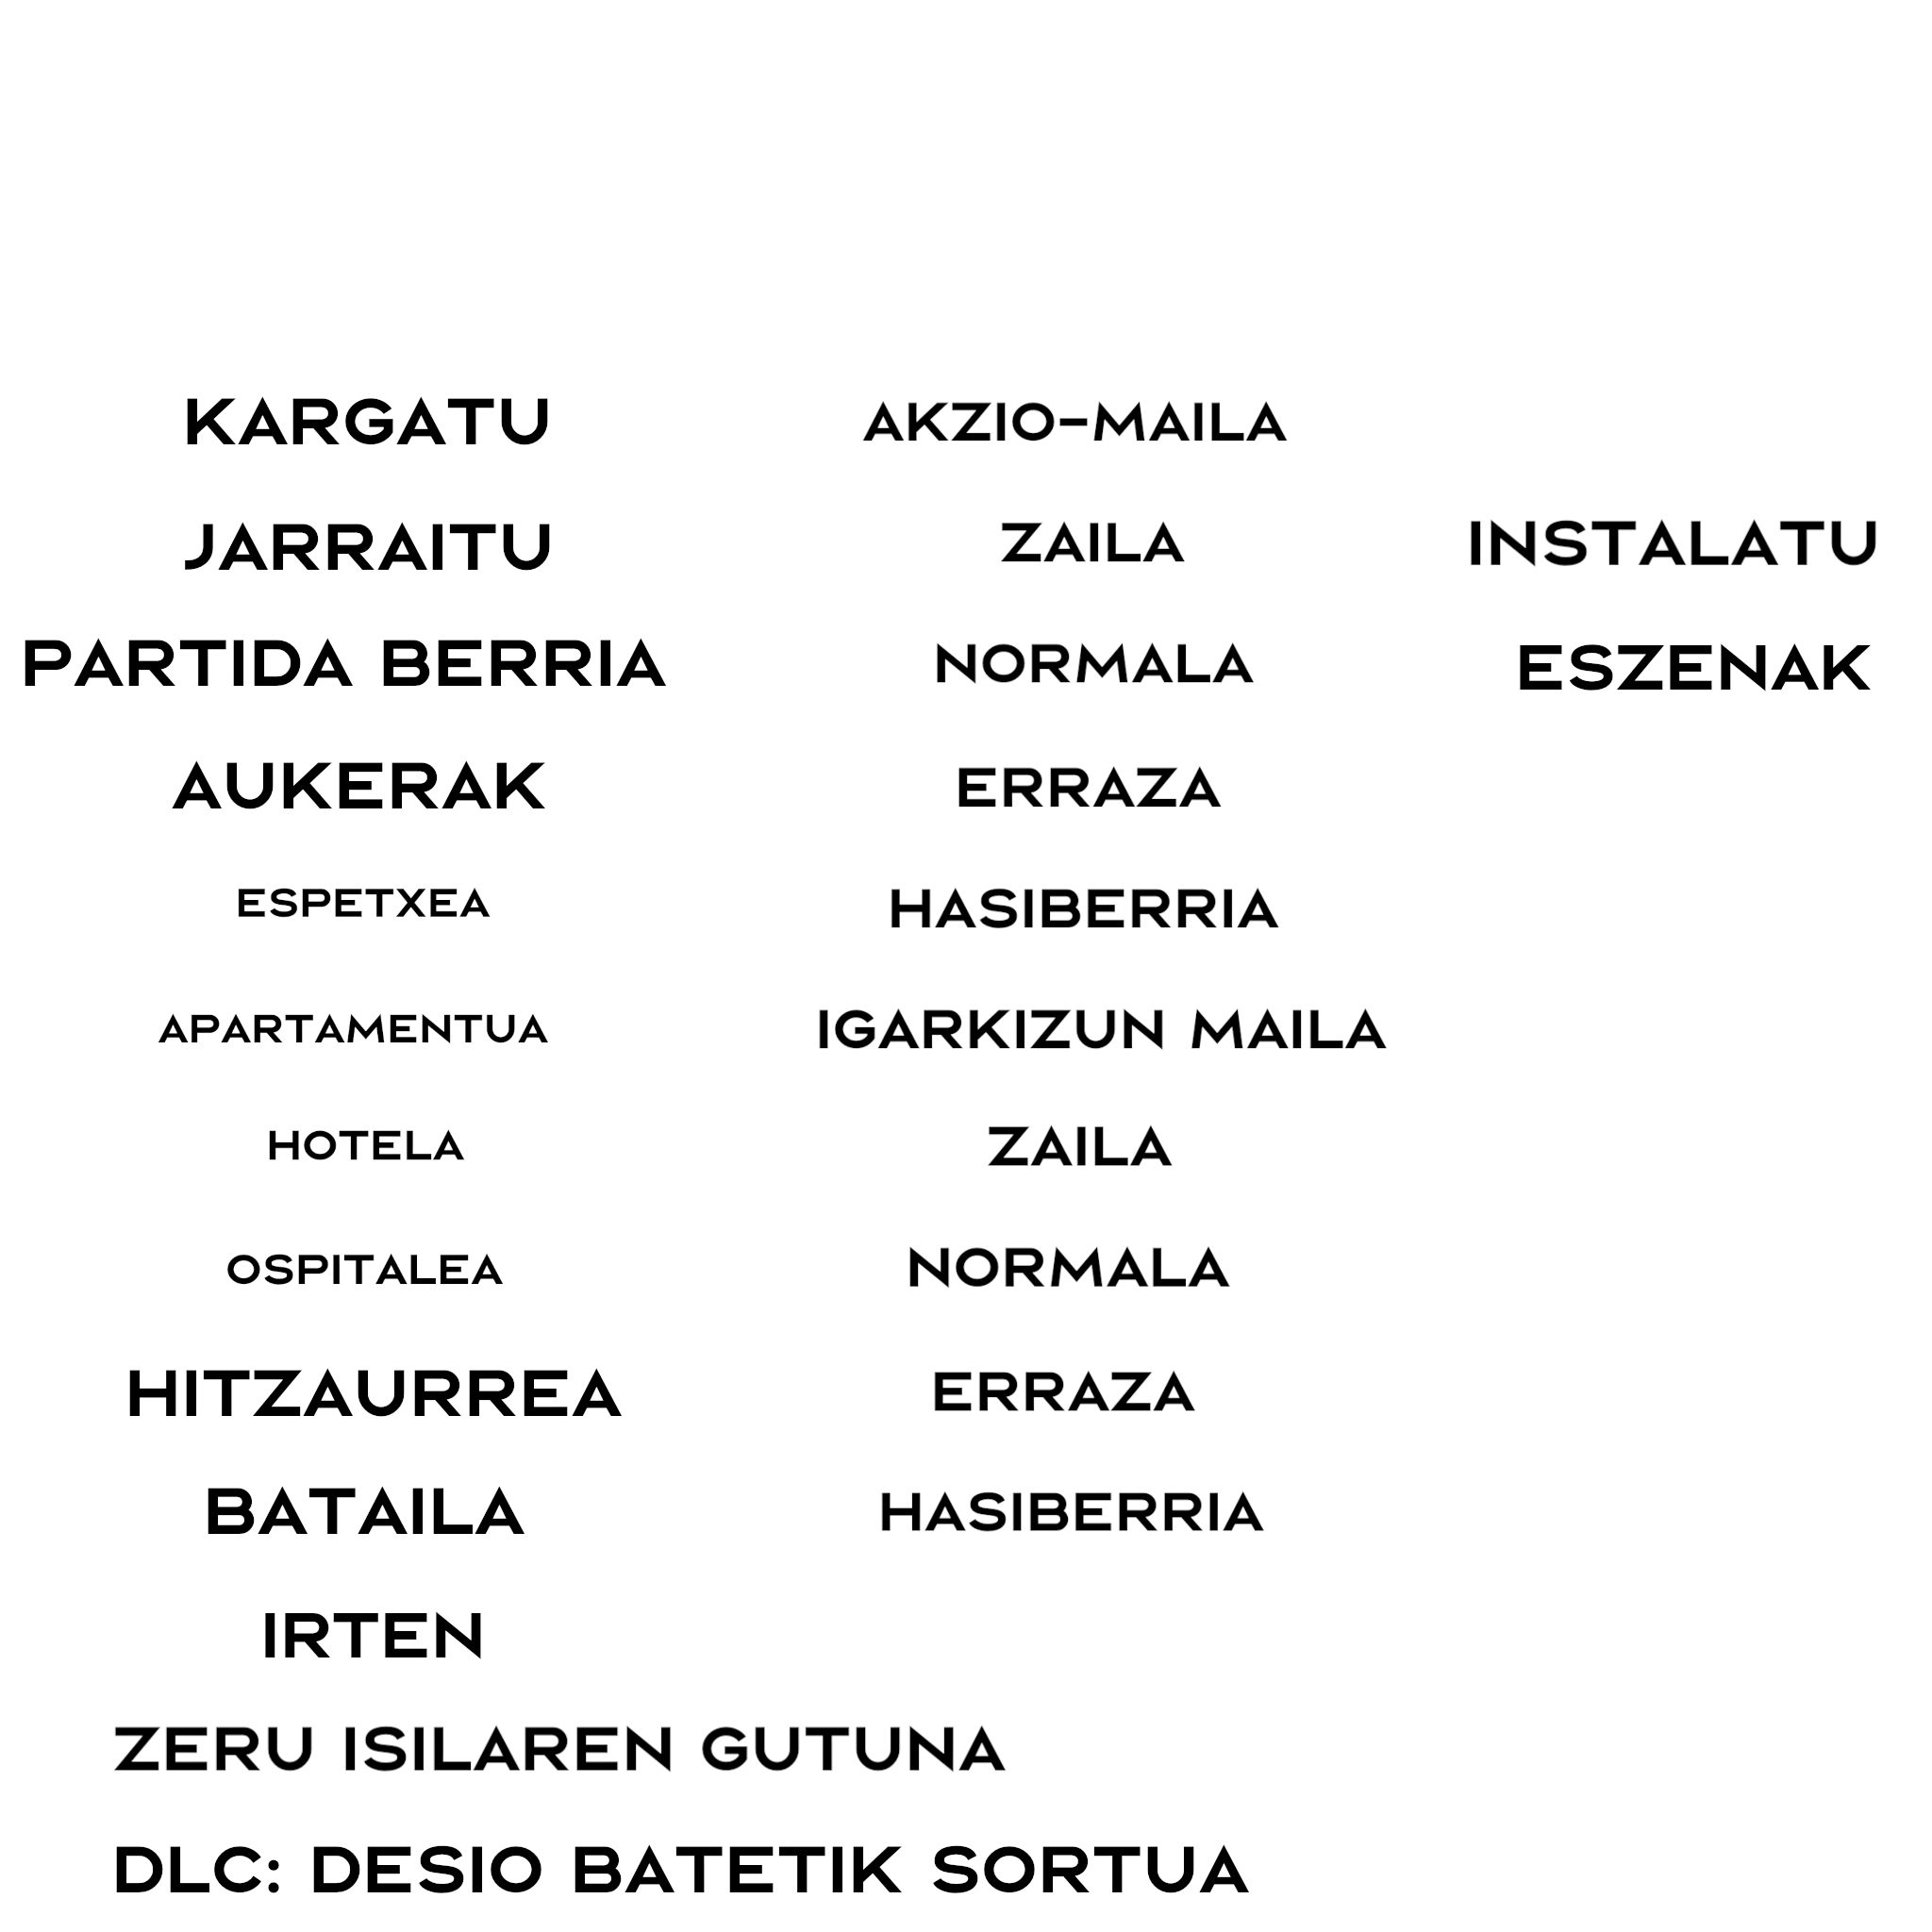 KARGATU
JARRAITU
PARTIDA BERRIA
AUKERAK
ESPETXEA
APARTAMENTUA
HOTELA
OSPITALEA
HITZAURREA
BATAILA
IRTEN
ZERU ISILAREN GUTUNA
DLC: DESIO BATETIK SORTUA
AKZIO-MAILA
ZAILA
NORMALA
ERRAZA
HASIBERRIA
IGARKIZUN MAILA
ZAILA
NORMALA
ERRAZA
HASIBERRIA
INSTALATU
ESZENAK